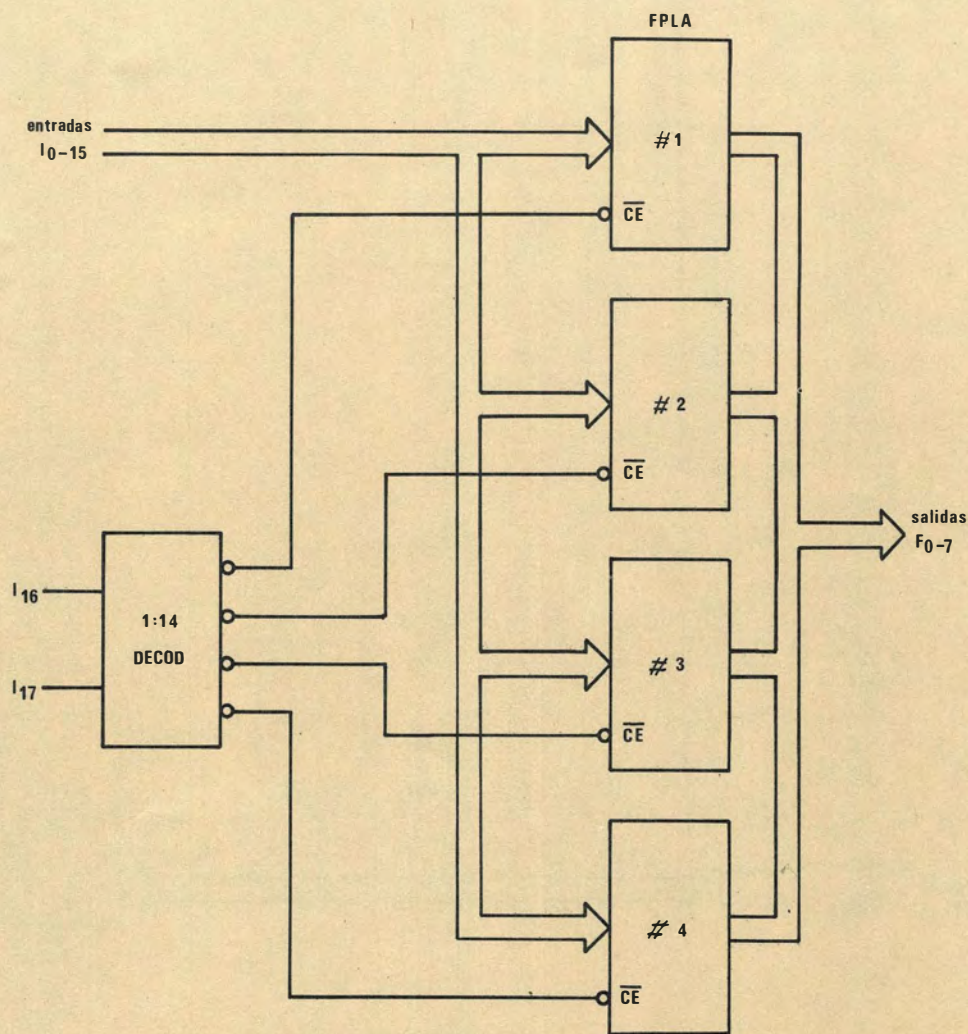 FPLA
entradas
I0-15
#1
CE
#2
CE
salidas
F0-7
I16
1:14
DECOD
#3
I17
CE
#4
CE